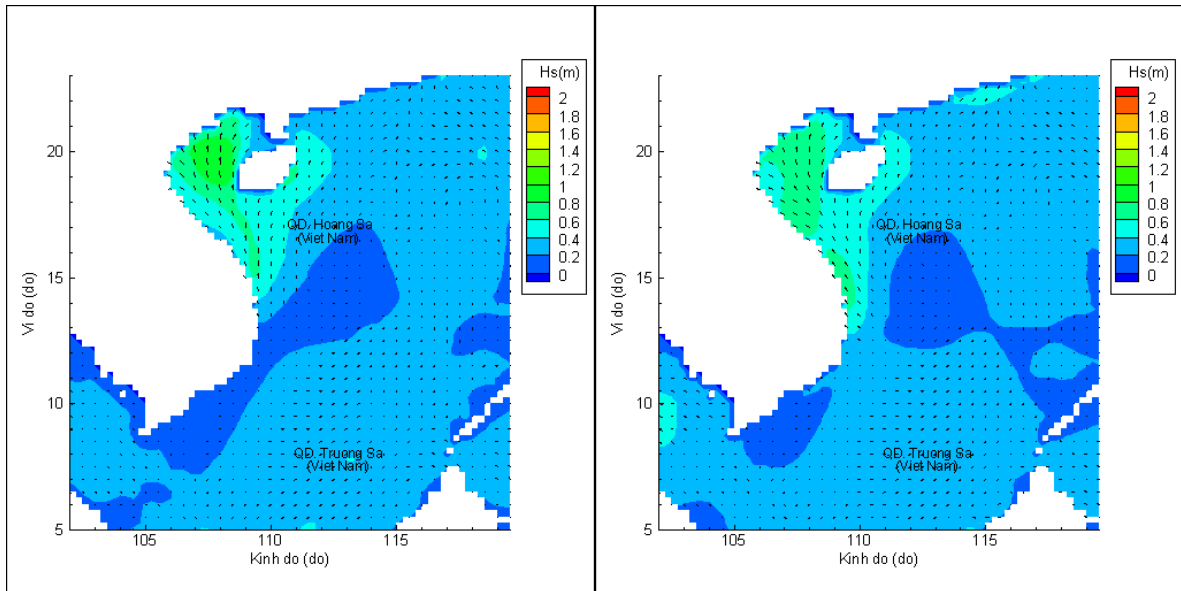 Hs(m)
2
1.8
1.6
1.4
1.2
1
0.8
0.6
0.4
0.2
0
20
15
10
5
Vi do (do)
QD. Hoang Sa
(Viet Nam)
QD. Truong Sa
(Viet Nam)
105
110
115
Kinh do (do)
Hs(m)
2
1.8
1.6
1.4
1.2
1
0.8
0.6
0.4
0.2
0
20
15
10
5
Vi do (do)
QD. Hoang Sa
(Viet Nam)
QD. Truong Sa
(Viet Nam)
105
110
115
Kinh do (do)